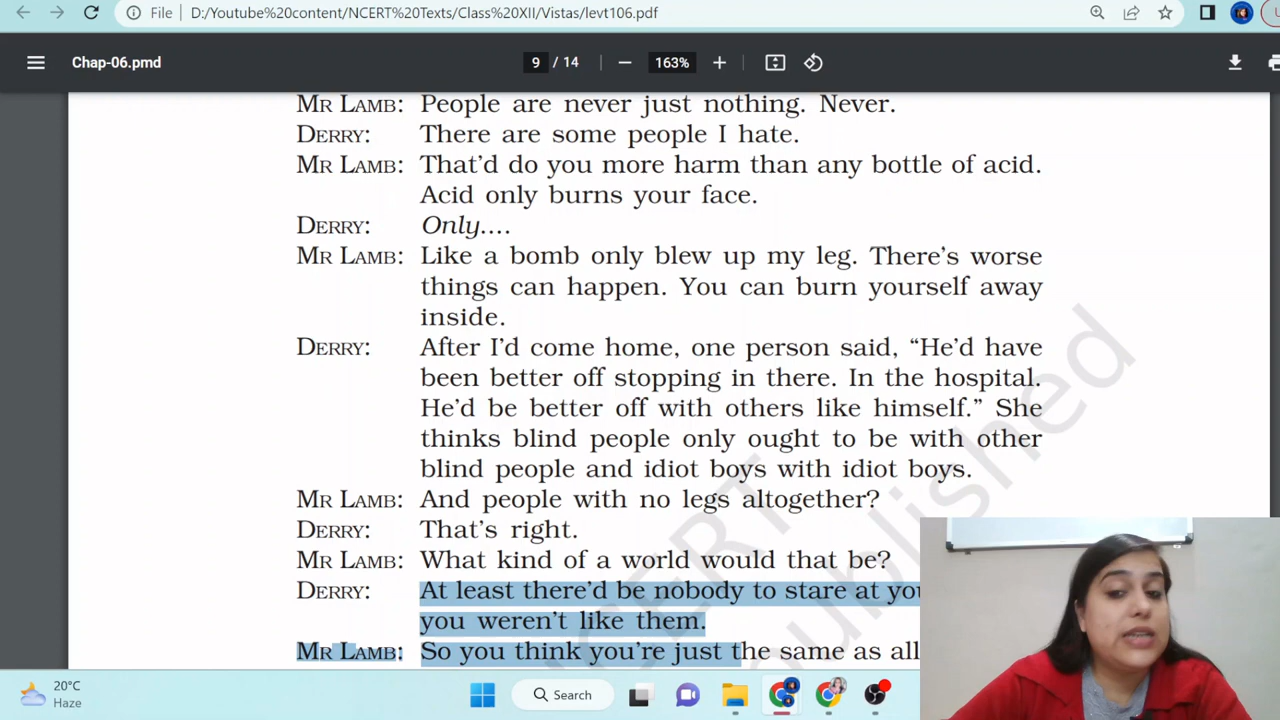 File D:/Youtube%20content/NCERT%20Texts/Class%20XII/Vistas/levt106.pdf
Chap-06.pmd 9 / 14 163%
MR LAMB: People are never just nothing. Never.
DERRY: There are some people I hate.
MR LAMB: That'd do you more harm than any bottle of acid.
Acid only burns your face.
DERRY: Only....
MR LAMB: Like a bomb only blew up my leg. There's worse
things can happen. You can burn yourself away
inside.
DERRY: After I'd come home, one person said, “He'd have
been better off stopping in there. In the hospital.
He'd be better off with others like himself.” She
thinks blind people only ought to be with other
blind people and idiot boys with idiot boys.
MR LAMB: And people with no legs altogether?
DERRY: That's right.
MR LAMB: What kind of a world would that be?
DERRY: At least there'd be nobody to stare at
you weren't like them.
MR LAMB: So you think you're just the same as all
20°C
Haze
Search